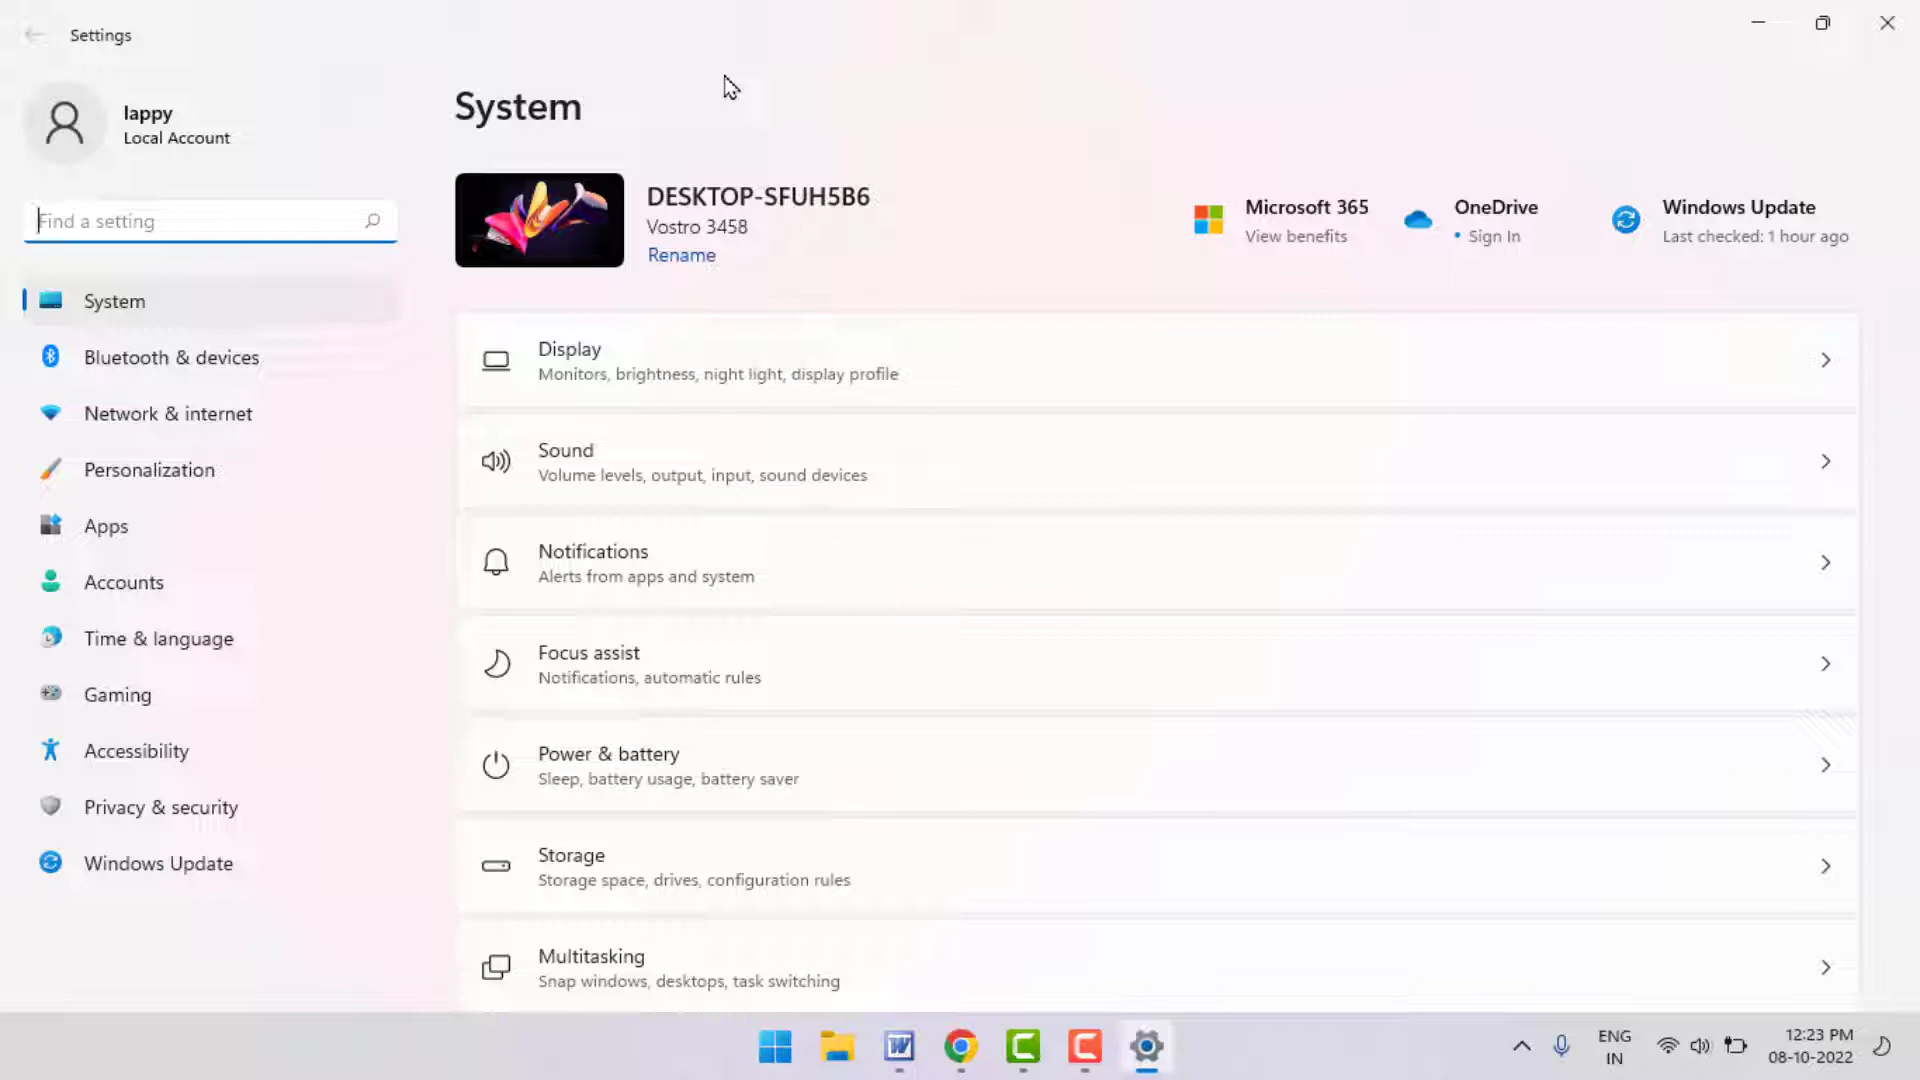 Settings
lappy
Local Account
Find a setting
System
Bluetooth & devices
Network & internet
Personalization
Apps
Accounts
Time & language
Gaming
Accessibility
Privacy & security
Windows Update
System
DESKTOP-SFUH5B6
Vostro 3458
Rename
Microsoft 365
View benefits
OneDrive
• Sign In
Windows Update
Last checked: 1 hour ago
Display
Monitors, brightness, night light, display profile
Sound
Volume levels, output, input, sound devices
Notifications
Alerts from apps and system
Focus assist
Notifications, automatic rules
Power & battery
Sleep, battery usage, battery saver
Storage
Storage space, drives, configuration rules
Multitasking
Snap windows, desktops, task switching
ENG
IN
12:23 PM
08-10-2022